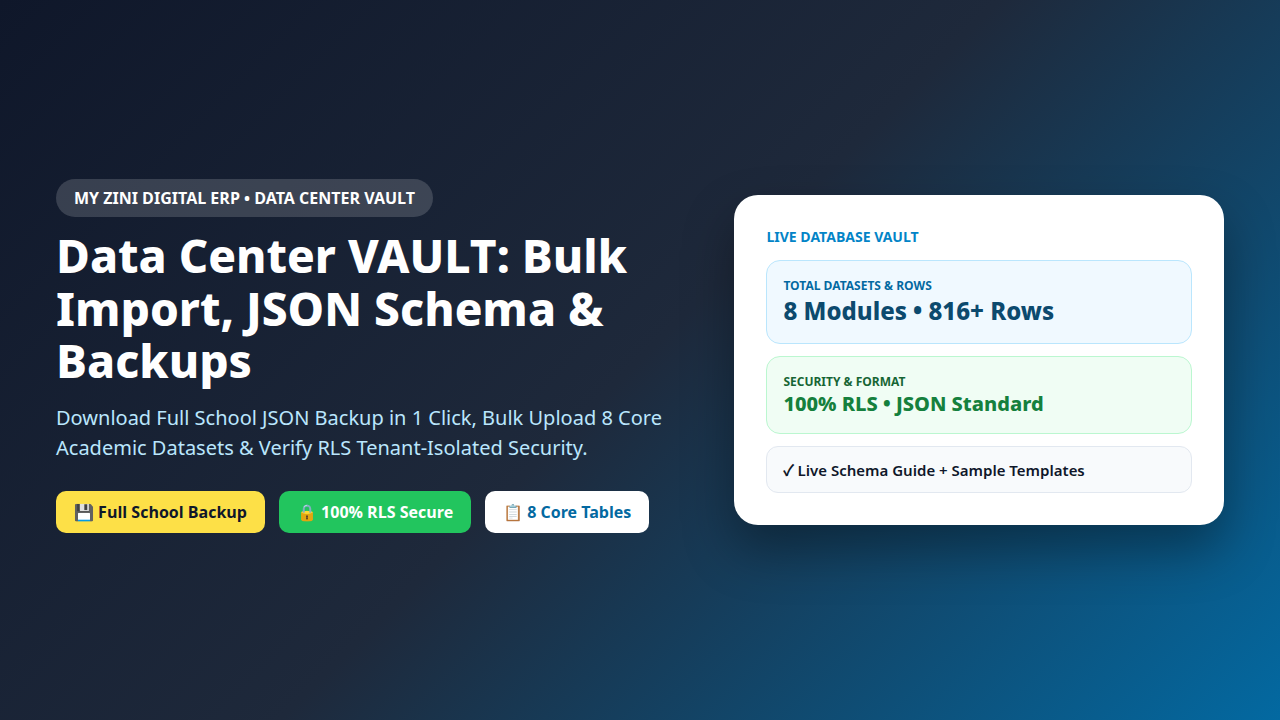 MY ZINI DIGITAL ERP • DATA CENTER VAULT
Data Center VAULT: Bulk
Import, JSON Schema &
Backups
Download Full School JSON Backup in 1 Click, Bulk Upload 8 Core
Academic Datasets & Verify RLS Tenant-Isolated Security.
💾 Full School Backup
🔒 100% RLS Secure
📋 8 Core Tables
LIVE DATABASE VAULT
TOTAL DATASETS & ROWS
8 Modules • 816+ Rows
SECURITY & FORMAT
100% RLS • JSON Standard
✓ Live Schema Guide + Sample Templates